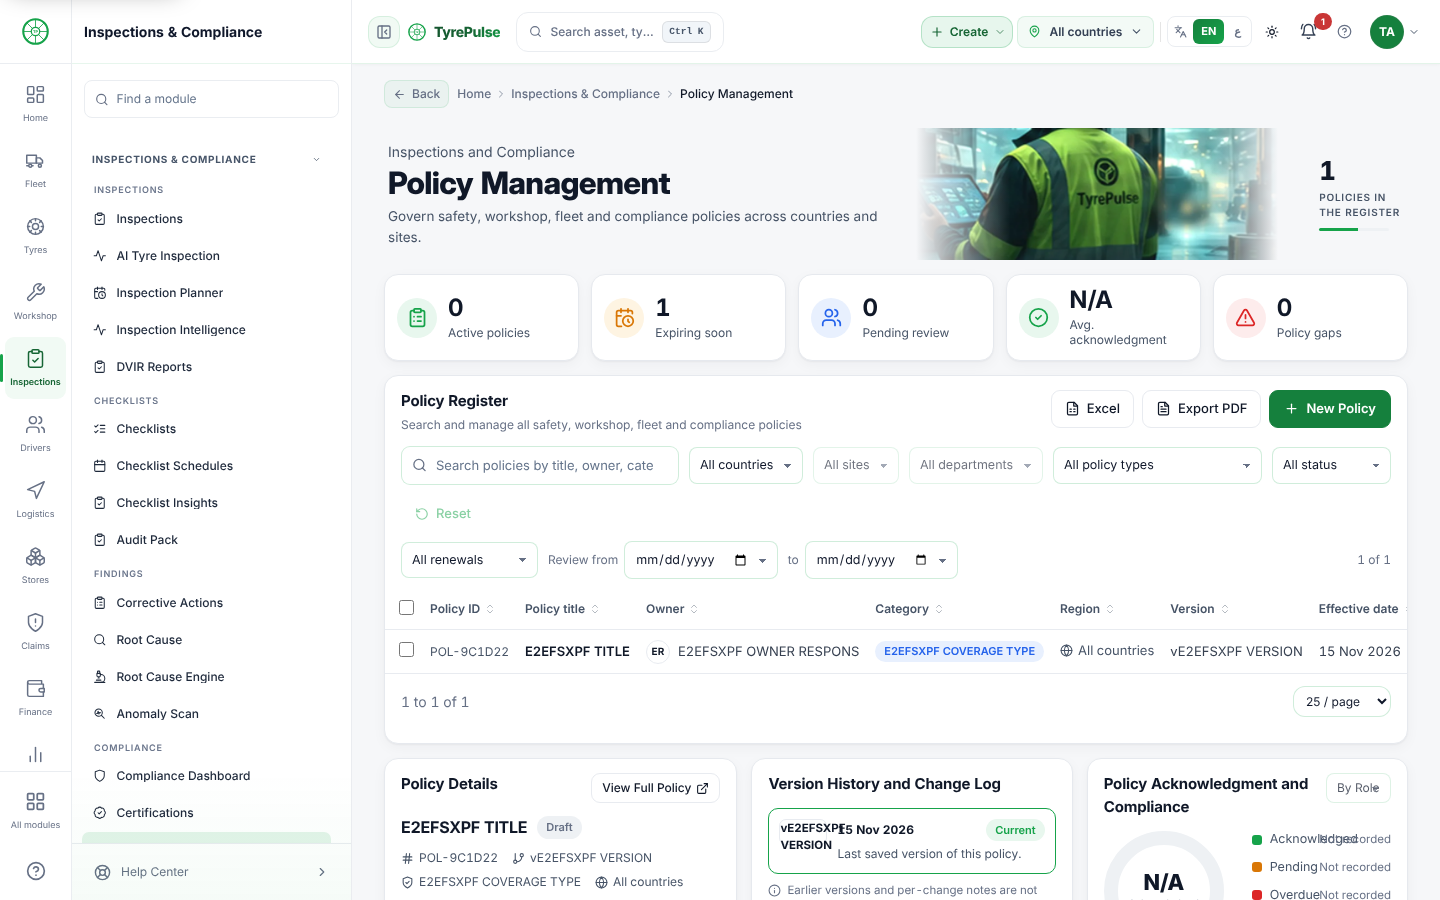 Inspections & Compliance
TyrePulse
Search asset, ty...
Ctrl K
Create
All countries
EN
ع
1
TA
Home
Fleet
Tyres
Workshop
Inspections
Drivers
Logistics
Stores
Claims
Finance
All modules
Find a module
INSPECTIONS & COMPLIANCE
INSPECTIONS
Inspections
AI Tyre Inspection
Inspection Planner
Inspection Intelligence
DVIR Reports
CHECKLISTS
Checklists
Checklist Schedules
Checklist Insights
Audit Pack
FINDINGS
Corrective Actions
Root Cause
Root Cause Engine
Anomaly Scan
COMPLIANCE
Compliance Dashboard
Certifications
Help Center
Back
Home
Inspections & Compliance
Policy Management
Inspections and Compliance
Policy Management
Govern safety, workshop, fleet and compliance policies across countries and
sites.
TyrePulse
1
POLICIES IN
THE REGISTER
0
Active policies
1
Expiring soon
0
Pending review
N/A
Avg.
acknowledgment
0
Policy gaps
Policy Register
Search and manage all safety, workshop, fleet and compliance policies
Excel
Export PDF
New Policy
Search policies by title, owner, cate
All countries
All sites
All departments
All policy types
All status
Reset
All renewals
Review from
mm/dd/yyyy
to
mm/dd/yyyy
1 of 1
Policy ID
Policy title
Owner
Category
Region
Version
Effective date
POL-9C1D22
E2EFSXPF TITLE
ER
E2EFSXPF OWNER RESPONS
E2EFSXPF COVERAGE TYPE
All countries
vE2EFSXPF VERSION
15 Nov 2026
1 to 1 of 1
25 / page
Policy Details
View Full Policy
E2EFSXPF TITLE
Draft
POL-9C1D22
vE2EFSXPF VERSION
E2EFSXPF COVERAGE TYPE
All countries
Version History and Change Log
vE2EFSXPF
VERSION
15 Nov 2026
Current
Last saved version of this policy.
Earlier versions and per-change notes are not
Policy Acknowledgment and
Compliance
By Role
N/A
Acknowledged
Not recorded
Pending
Not recorded
Overdue
Not recorded